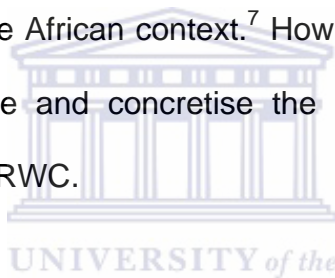 e African context.⁷ How
e and concretise the
RWC.
UNIVERSITY of the